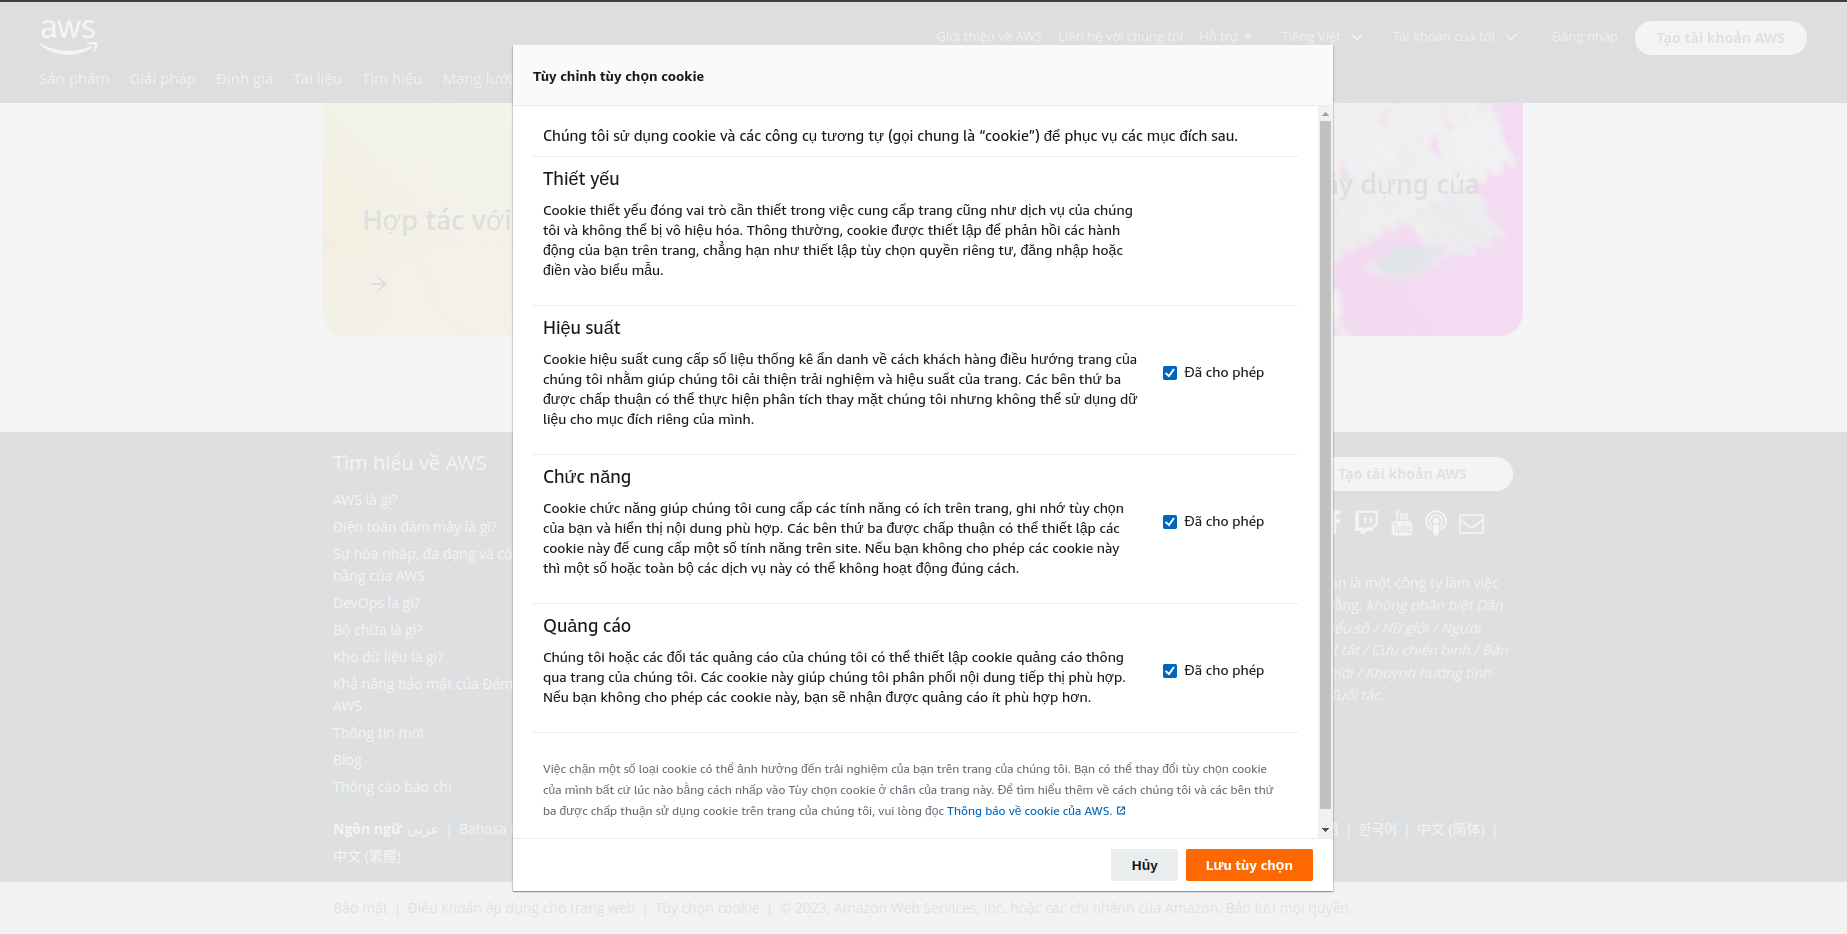 aws
Giới thiệu về AWS Liên hệ với chúng tôi Hỗ trợ Tiếng Việt Tài khoản của tôi Đăng nhập Tạo tài khoản AWS
Sản phẩm Giải pháp Định giá Tài liệu Tìm hiểu Mạng lưới
Tùy chỉnh tùy chọn cookie
Chúng tôi sử dụng cookie và các công cụ tương tự (gọi chung là “cookie”) để phục vụ các mục đích sau.
Thiết yếu
Cookie thiết yếu đóng vai trò cần thiết trong việc cung cấp trang cũng như dịch vụ của chúng
tôi và không thể bị vô hiệu hóa. Thông thường, cookie được thiết lập để phản hồi các hành
động của bạn trên trang, chẳng hạn như thiết lập tùy chọn quyền riêng tư, đăng nhập hoặc
điền vào biểu mẫu.
Hiệu suất
Cookie hiệu suất cung cấp số liệu thống kê ẩn danh về cách khách hàng điều hướng trang của
chúng tôi nhằm giúp chúng tôi cải thiện trải nghiệm và hiệu suất của trang. Các bên thứ ba
được chấp thuận có thể thực hiện phân tích thay mặt chúng tôi nhưng không thể sử dụng dữ
liệu cho mục đích riêng của mình.
Đã cho phép
Chức năng
Cookie chức năng giúp chúng tôi cung cấp các tính năng có ích trên trang, ghi nhớ tùy chọn
của bạn và hiển thị nội dung phù hợp. Các bên thứ ba được chấp thuận có thể thiết lập các
cookie này để cung cấp một số tính năng trên site. Nếu bạn không cho phép các cookie này
thì một số hoặc toàn bộ các dịch vụ này có thể không hoạt động đúng cách.
Đã cho phép
Quảng cáo
Chúng tôi hoặc các đối tác quảng cáo của chúng tôi có thể thiết lập cookie quảng cáo thông
qua trang của chúng tôi. Các cookie này giúp chúng tôi phân phối nội dung tiếp thị phù hợp.
Nếu bạn không cho phép các cookie này, bạn sẽ nhận được quảng cáo ít phù hợp hơn.
Đã cho phép
Việc chặn một số loại cookie có thể ảnh hưởng đến trải nghiệm của bạn trên trang của chúng tôi. Bạn có thể thay đổi tùy chọn cookie
của mình bất cứ lúc nào bằng cách nhấp vào Tùy chọn cookie ở chân của trang này. Để tìm hiểu thêm về cách chúng tôi và các bên thứ
ba được chấp thuận sử dụng cookie trên trang của chúng tôi, vui lòng đọc Thông báo về cookie của AWS.
Hủy Lưu tùy chọn
Hợp tác với
dựng của
Tìm hiểu về AWS
AWS là gì?
Điện toán đám mây là gì?
Sự hòa nhập, đa dạng và
bằng của AWS
DevOps là gì?
Bộ chứa là gì?
Kho dữ liệu là gì?
Khả năng bảo mật của Đám
AWS
Thông tin mới
Blog
Thông cáo báo chí
Tạo tài khoản AWS
You
Tube
là một công ty làm việc
không phân biệt Dân
số / Nữ giới / Người
tật / Cựu chiến binh / Bản
giới / Khuynh hướng tình
Tuổi tác.
Ngôn ngữ عربي | Bahasa
| 한국어 | 中文 (简体) |
中文 (繁體)
Bảo mật | Điều khoản áp dụng cho trang web | Tùy chọn cookie | © 2023, Amazon Web Services, Inc. hoặc các chi nhánh của Amazon. Bảo lưu mọi quyền.